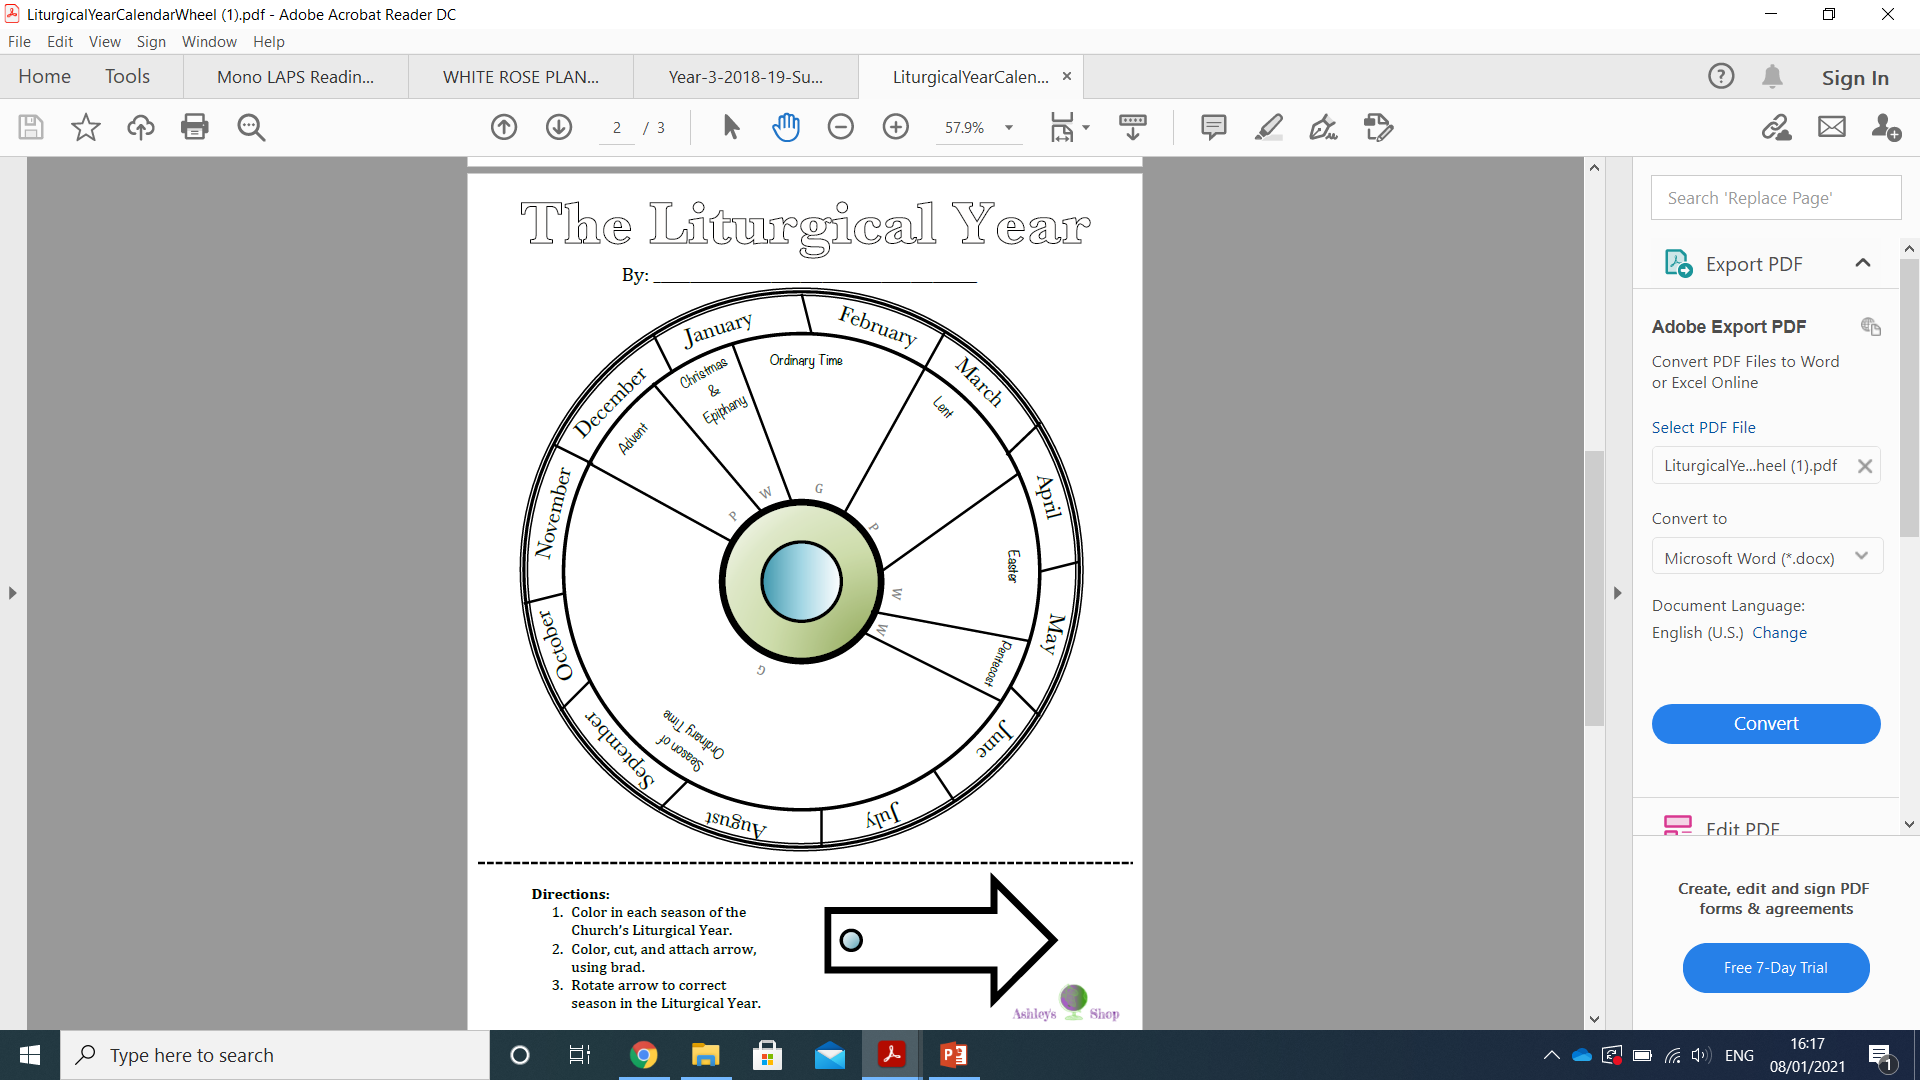 LiturgicalYearCalendarWheel (1).pdf - Adobe Acrobat Reader DC
File Edit View Sign Window Help
Home Tools Mono LAPS Readin... WHITE ROSE PLAN... Year-3-2018-19-Su... LiturgicalYearCalen... Sign In
2 / 3 57.9%
The Liturgical Year
By: ___________________________________
January
February
March
April
May
June
July
August
September
October
November
December
Ordinary Time
Lent
Easter
Pentecost
Season of
Ordinary Time
Advent
Christmas
&
Epiphany
G
P
W
W
G
P
W
Directions:
1. Color in each season of the
Church's Liturgical Year.
2. Color, cut, and attach arrow,
using brad.
3. Rotate arrow to correct
season in the Liturgical Year.
Ashley's Shop
Search 'Replace Page'
Export PDF
Adobe Export PDF
Convert PDF Files to Word
or Excel Online
Select PDF File
LiturgicalYe...heel (1).pdf
Convert to
Microsoft Word (*.docx)
Document Language:
English (U.S.) Change
Convert
Edit PDF
Create, edit and sign PDF
forms & agreements
Free 7-Day Trial
Type here to search
ENG
16:17
08/01/2021
1